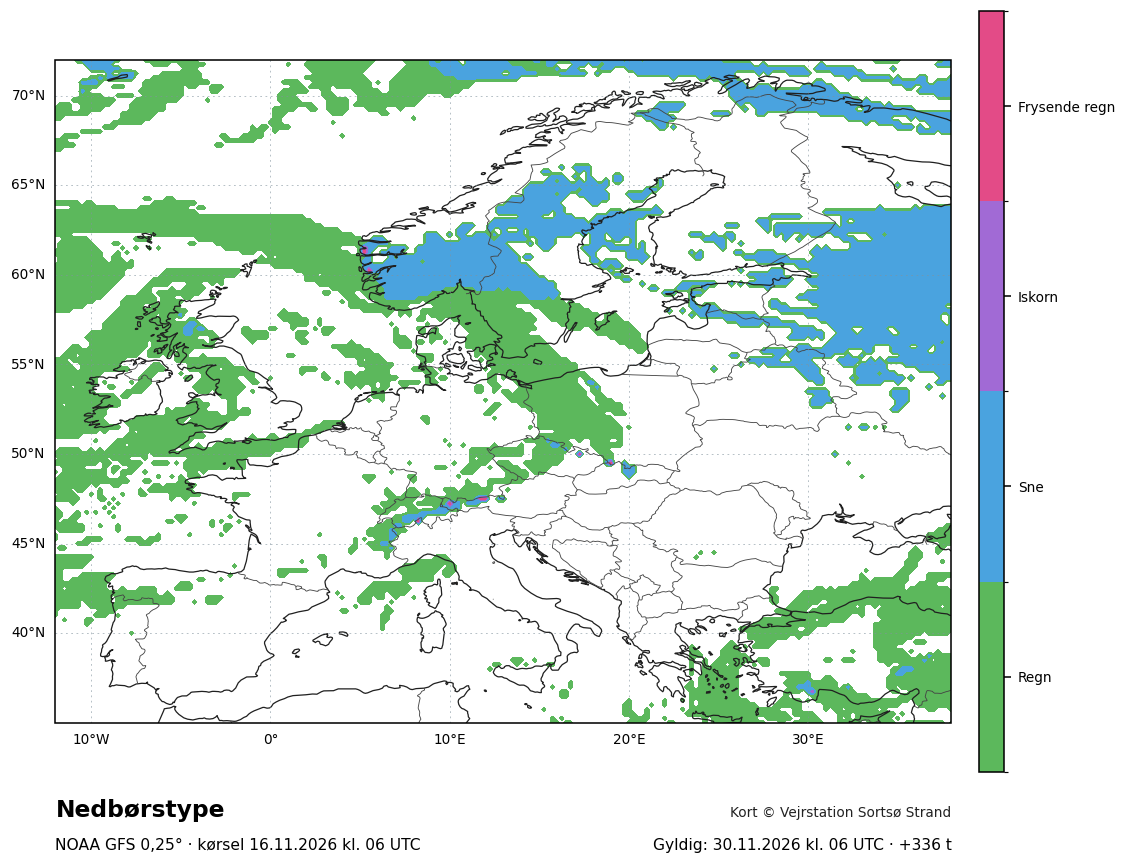 70°N
65°N
60°N
55°N
50°N
45°N
40°N
10°W
0°
10°E
20°E
30°E
Frysende regn
Iskorn
Sne
Regn
Nedbørstype
Kort © Vejrstation Sortsø Strand
NOAA GFS 0,25° · kørsel 16.11.2026 kl. 06 UTC
Gyldig: 30.11.2026 kl. 06 UTC · +336 t